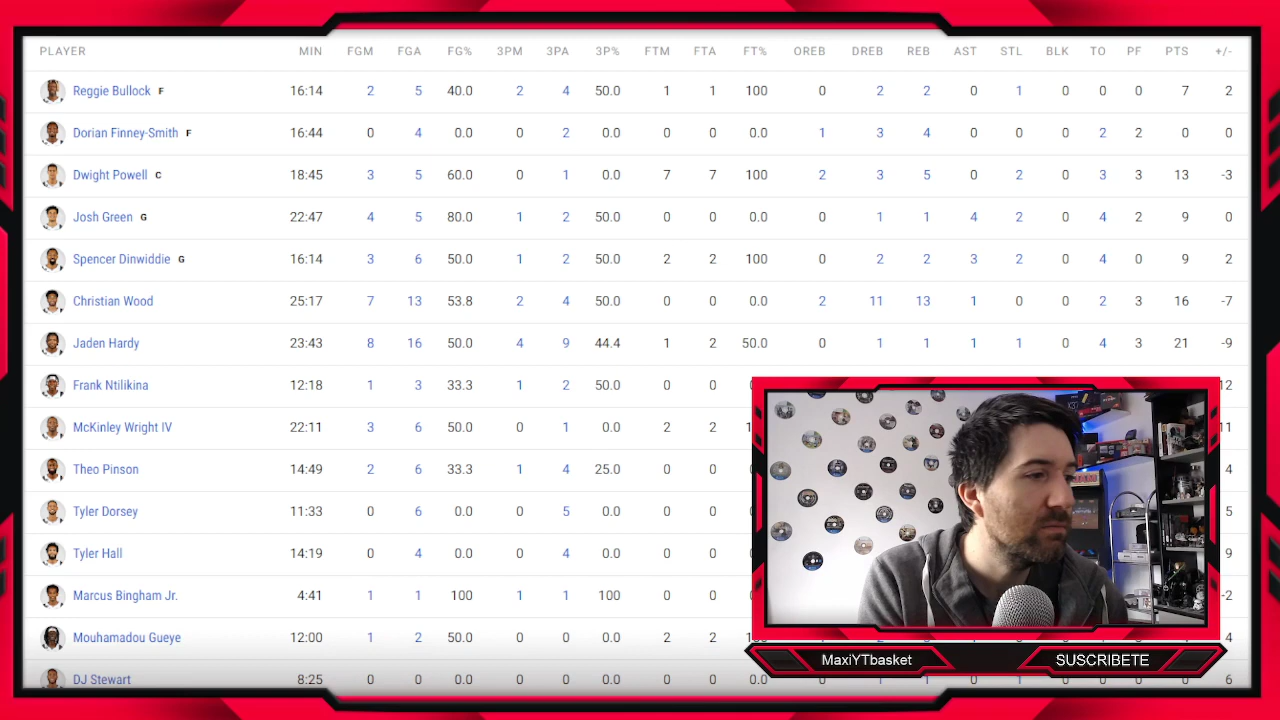 PLAYER MIN FGM FGA FG% 3PM 3PA 3P% FTM FTA FT% OREB DREB REB AST STL BLK TO PF PTS +/-
Reggie Bullock F 16:14 2 5 40.0 2 4 50.0 1 1 100 0 2 2 0 1 0 0 0 7 2
Dorian Finney-Smith F 16:44 0 4 0.0 0 2 0.0 0 0 0.0 1 3 4 0 0 0 2 2 0 0
Dwight Powell C 18:45 3 5 60.0 0 1 0.0 7 7 100 2 3 5 0 2 0 3 3 13 -3
Josh Green G 22:47 4 5 80.0 1 2 50.0 0 0 0.0 0 1 1 4 2 0 4 2 9 0
Spencer Dinwiddie G 16:14 3 6 50.0 1 2 50.0 2 2 100 0 2 2 3 2 0 4 0 9 2
Christian Wood 25:17 7 13 53.8 2 4 50.0 0 0 0.0 2 11 13 1 0 0 2 3 16 -7
Jaden Hardy 23:43 8 16 50.0 4 9 44.4 1 2 50.0 0 1 1 1 1 0 4 3 21 -9
Frank Ntilikina 12:18 1 3 33.3 1 2 50.0 0 0
McKinley Wright IV 22:11 3 6 50.0 0 1 0.0 2 2
Theo Pinson 14:49 2 6 33.3 1 4 25.0 0 0
Tyler Dorsey 11:33 0 6 0.0 0 5 0.0 0 0
Tyler Hall 14:19 0 4 0.0 0 4 0.0 0 0
Marcus Bingham Jr. 4:41 1 1 100 1 1 100 0 0 -2
Mouhamadou Gueye 12:00 1 2 50.0 0 0 0.0 2 2
DJ Stewart 8:25 0 0 0.0 0 0 0.0 0 0
MaxiYTbasket
SUSCRIBETE